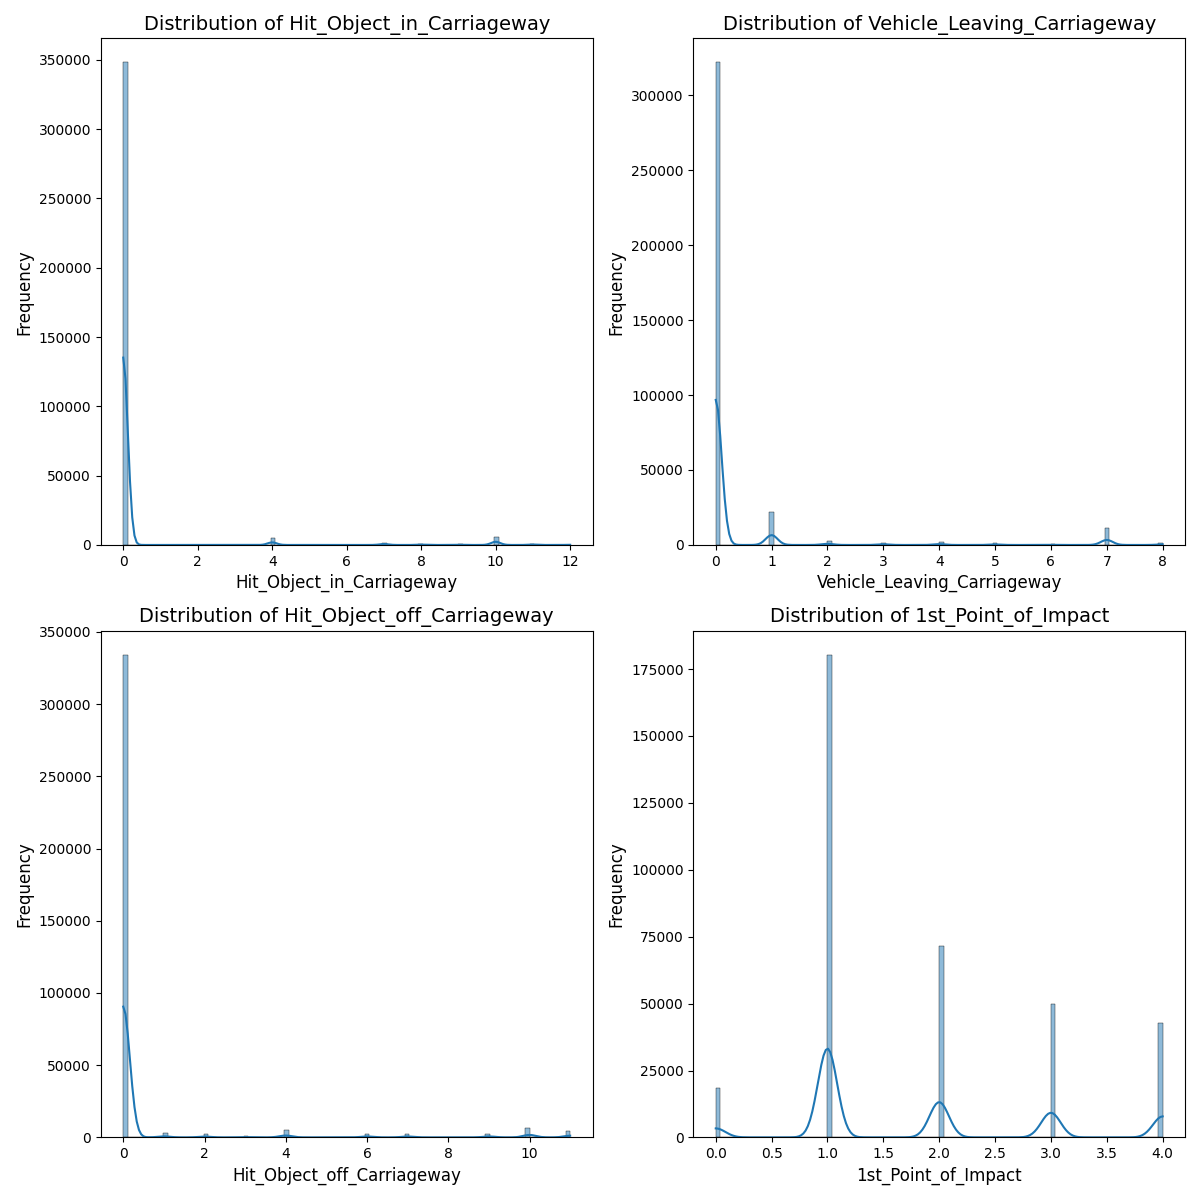 Distribution of Hit_Object_in_Carriageway
350000
300000
250000
200000
150000
100000
50000
0
Frequency
0 2 4 6 8 10 12
Hit_Object_in_Carriageway
Distribution of Vehicle_Leaving_Carriageway
300000
250000
200000
150000
100000
50000
0
Frequency
0 1 2 3 4 5 6 7 8
Vehicle_Leaving_Carriageway
Distribution of Hit_Object_off_Carriageway
350000
300000
250000
200000
150000
100000
50000
0
Frequency
0 2 4 6 8 10
Hit_Object_off_Carriageway
Distribution of 1st_Point_of_Impact
175000
150000
125000
100000
75000
50000
25000
0
Frequency
0.0 0.5 1.0 1.5 2.0 2.5 3.0 3.5 4.0
1st_Point_of_Impact